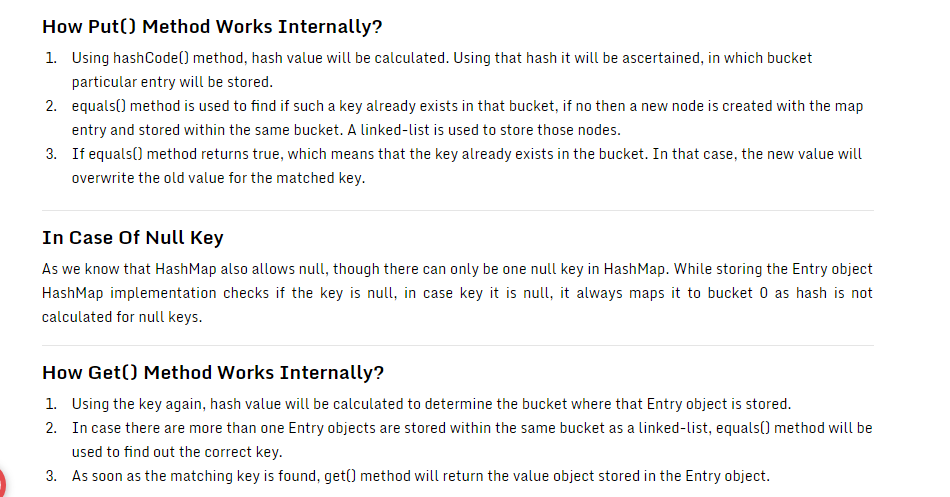 How Put() Method Works Internally?
1. Using hashCode() method, hash value will be calculated. Using that hash it will be ascertained, in which bucket
particular entry will be stored.
2. equals() method is used to find if such a key already exists in that bucket, if no then a new node is created with the map
entry and stored within the same bucket. A linked-list is used to store those nodes.
3. If equals() method returns true, which means that the key already exists in the bucket. In that case, the new value will
overwrite the old value for the matched key.
In Case Of Null Key
As we know that HashMap also allows null, though there can only be one null key in HashMap. While storing the Entry object
HashMap implementation checks if the key is null, in case key it is null, it always maps it to bucket 0 as hash is not
calculated for null keys.
How Get() Method Works Internally?
1. Using the key again, hash value will be calculated to determine the bucket where that Entry object is stored.
2. In case there are more than one Entry objects are stored within the same bucket as a linked-list, equals() method will be
used to find out the correct key.
3. As soon as the matching key is found, get() method will return the value object stored in the Entry object.